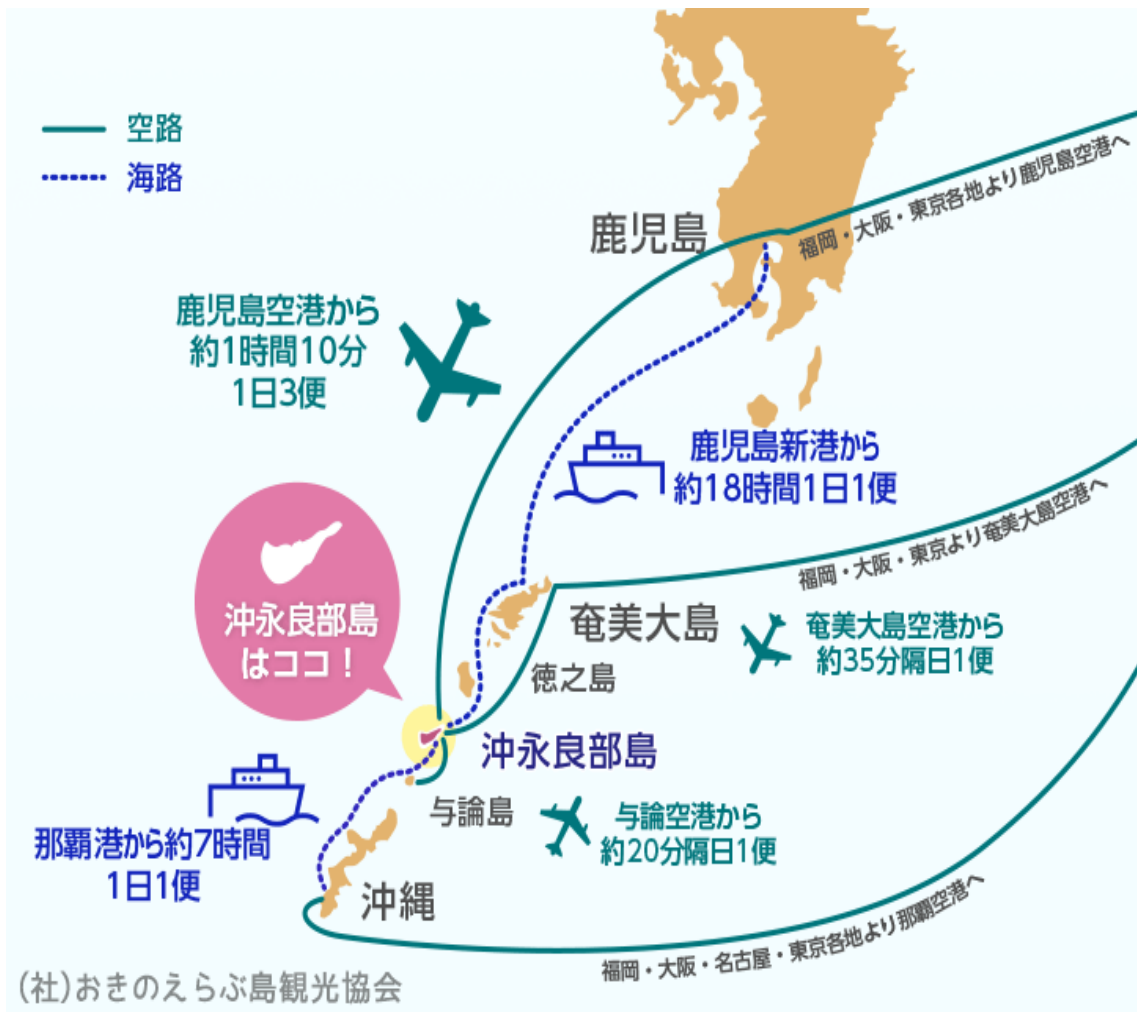 空路
海路
福岡・大阪・東京各地より鹿児島空港へ
鹿児島
鹿児島空港から
約1時間10分
1日3便
鹿児島新港から
約18時間1日1便
福岡・大阪・東京より奄美大島空港へ
沖永良部島
はココ!
奄美大島
奄美大島空港から
約35分隔日1便
徳之島
沖永良部島
与論島
与論空港から
約20分隔日1便
那覇港から約7時間
1日1便
沖縄
福岡・大阪・名古屋・東京各地より那覇空港へ
(社)おきのえらぶ島観光協会